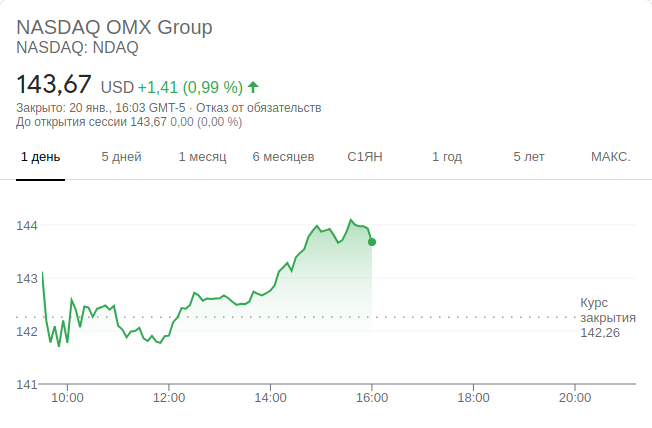 NASDAQ OMX Group
NASDAQ: NDAQ
143,67 USD +1,41 (0,99 %)
Закрыто: 20 янв., 16:03 GMT-5 · Отказ от обязательств
До открытия сессии 143,67 0,00 (0,00 %)
1 день 5 дней 1 месяц 6 месяцев С1ЯН 1 год 5 лет МАКС.
144
143
Курс
закрытия
142,26
142
141
10:00 12:00 14:00 16:00 18:00 20:00